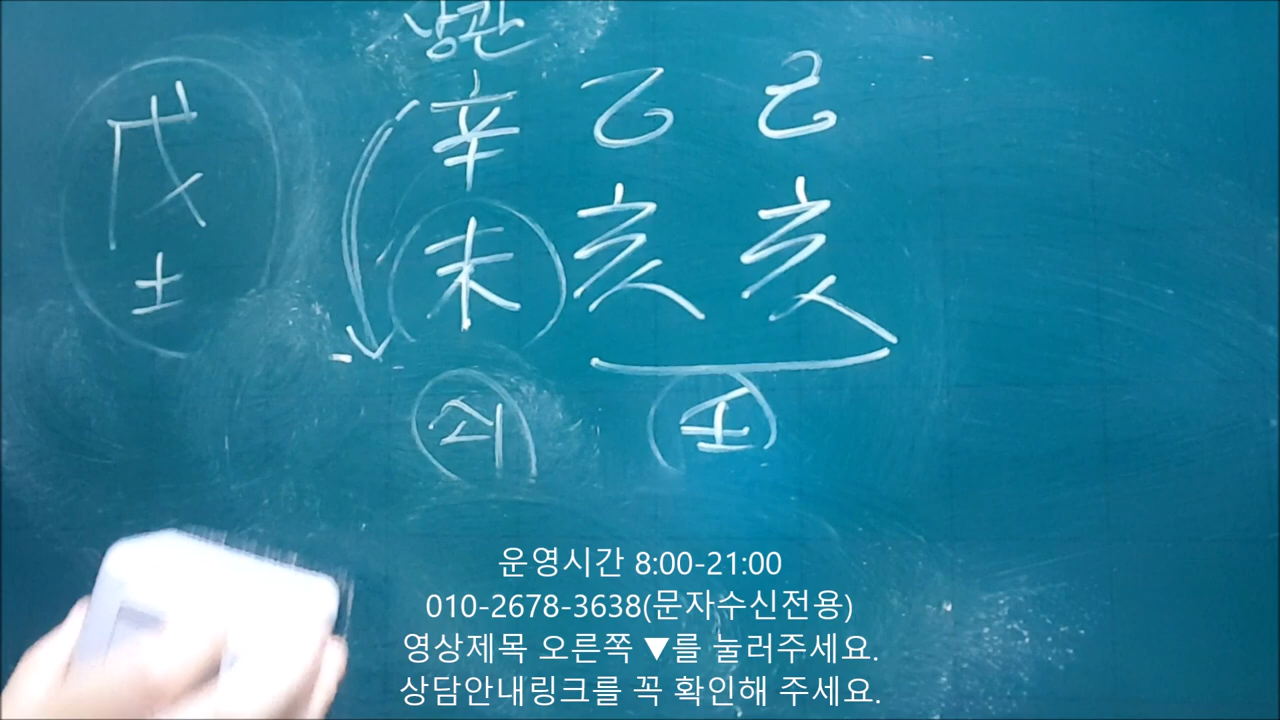 상관
戊 辛 乙 己
土 未 亥 亥
쇠 壬
운영시간 8:00-21:00
010-2678-3638(문자수신전용)
영상제목 오른쪽 ▼를 눌러주세요.
상담안내링크를 꼭 확인해 주세요.